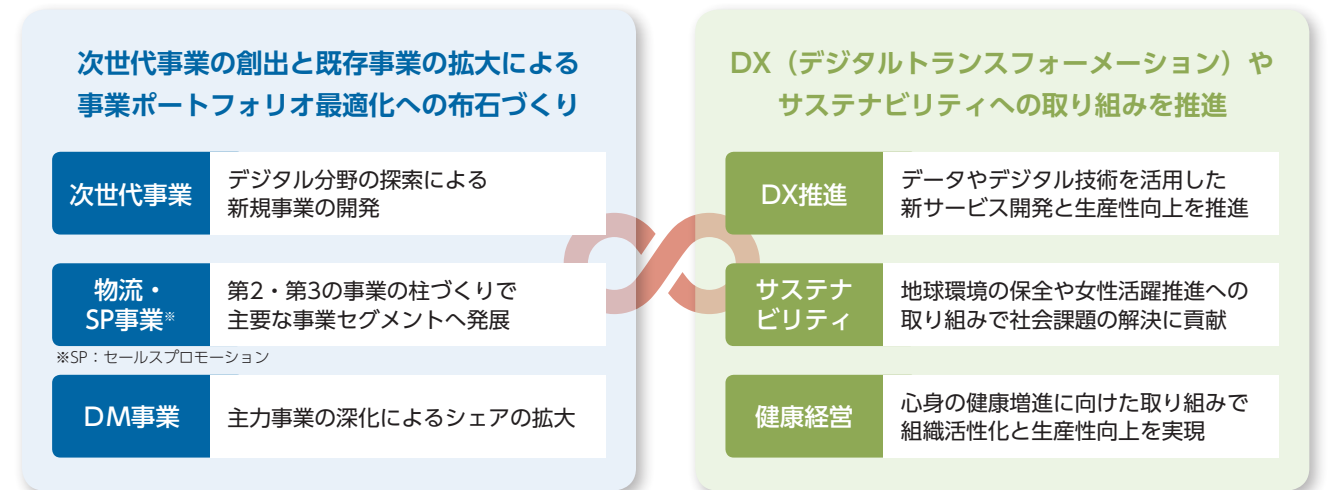 次世代事業の創出と既存事業の拡大による
事業ポートフォリオ最適化への布石づくり
次世代事業
デジタル分野の探索による
新規事業の開発
物流・
SP事業※
第2・第3の事業の柱づくりで
主要な事業セグメントへ発展
※SP：セールスプロモーション
DM事業
主力事業の深化によるシェアの拡大
DX（デジタルトランスフォーメーション）や
サステナビリティへの取り組みを推進
DX推進
データやデジタル技術を活用した
新サービス開発と生産性向上を推進
サステナ
ビリティ
地球環境の保全や女性活躍推進への
取り組みで社会課題の解決に貢献
健康経営
心身の健康増進に向けた取り組みで
組織活性化と生産性向上を実現